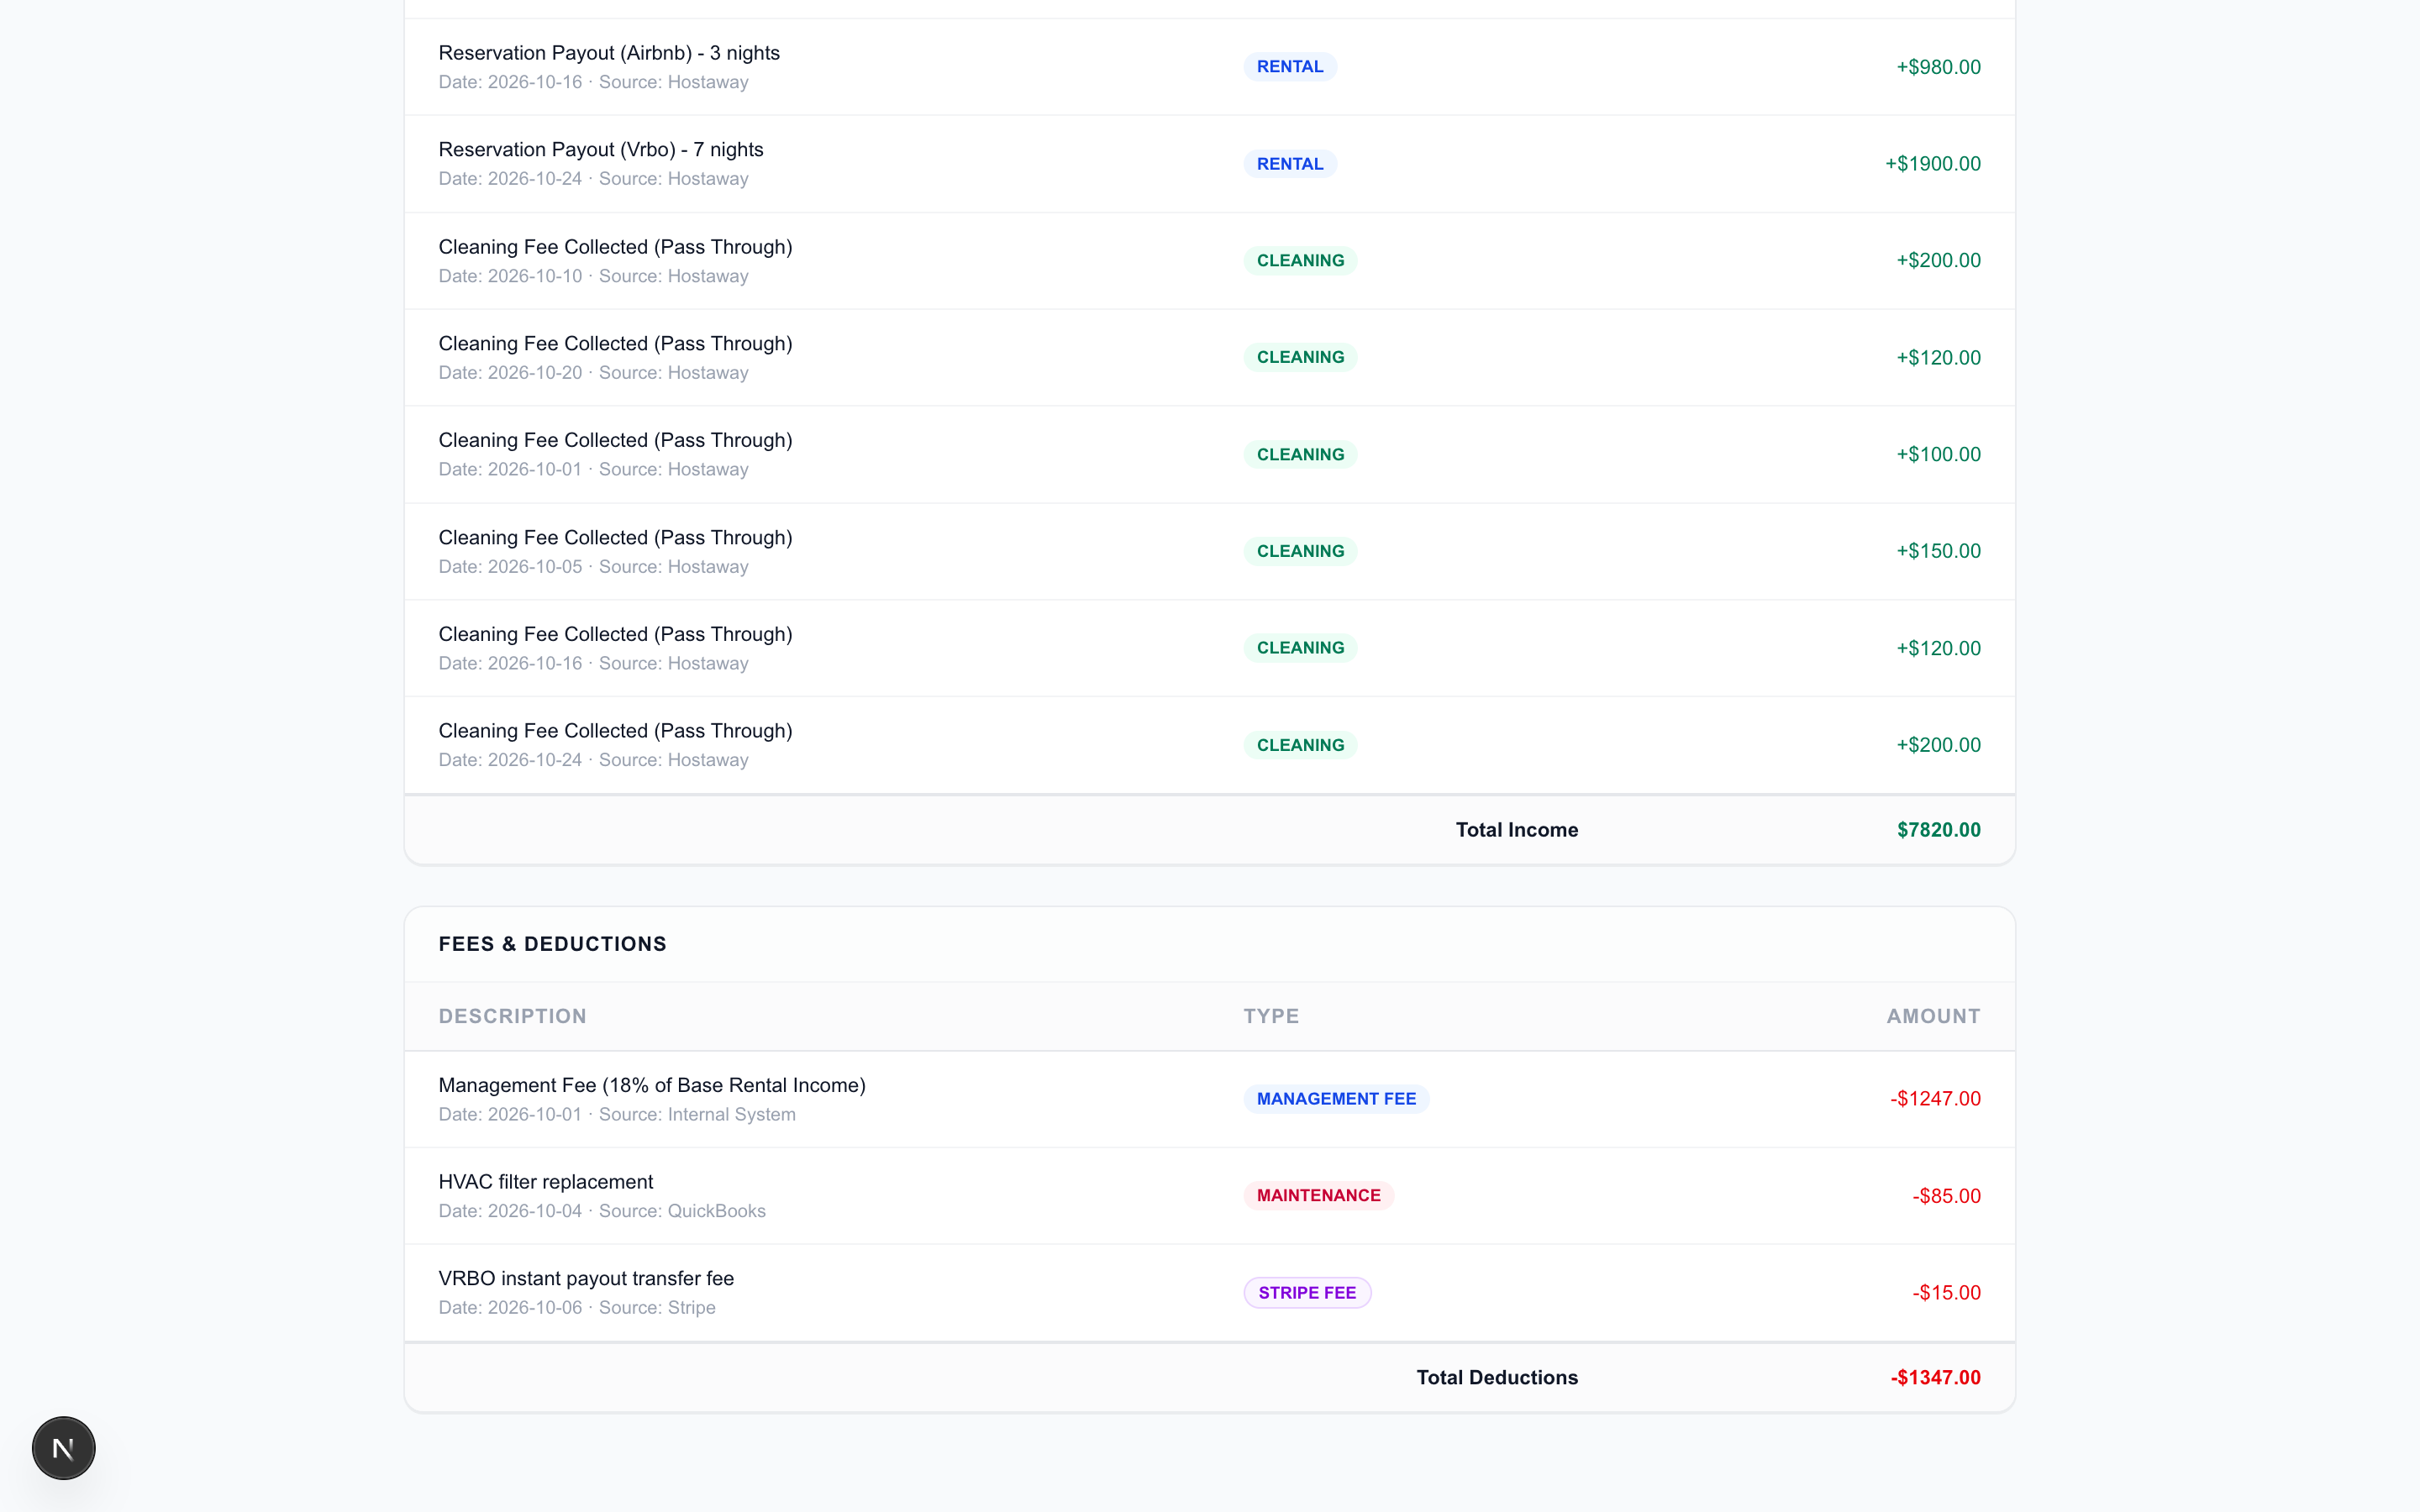 Reservation Payout (Airbnb) - 3 nights
Date: 2026-10-16 · Source: Hostaway
RENTAL
+$980.00
Reservation Payout (Vrbo) - 7 nights
Date: 2026-10-24 · Source: Hostaway
RENTAL
+$1900.00
Cleaning Fee Collected (Pass Through)
Date: 2026-10-10 · Source: Hostaway
CLEANING
+$200.00
Cleaning Fee Collected (Pass Through)
Date: 2026-10-20 · Source: Hostaway
CLEANING
+$120.00
Cleaning Fee Collected (Pass Through)
Date: 2026-10-01 · Source: Hostaway
CLEANING
+$100.00
Cleaning Fee Collected (Pass Through)
Date: 2026-10-05 · Source: Hostaway
CLEANING
+$150.00
Cleaning Fee Collected (Pass Through)
Date: 2026-10-16 · Source: Hostaway
CLEANING
+$120.00
Cleaning Fee Collected (Pass Through)
Date: 2026-10-24 · Source: Hostaway
CLEANING
+$200.00
Total Income $7820.00
FEES & DEDUCTIONS
DESCRIPTION TYPE AMOUNT
Management Fee (18% of Base Rental Income)
Date: 2026-10-01 · Source: Internal System
MANAGEMENT FEE
-$1247.00
HVAC filter replacement
Date: 2026-10-04 · Source: QuickBooks
MAINTENANCE
-$85.00
VRBO instant payout transfer fee
Date: 2026-10-06 · Source: Stripe
STRIPE FEE
-$15.00
Total Deductions -$1347.00
N